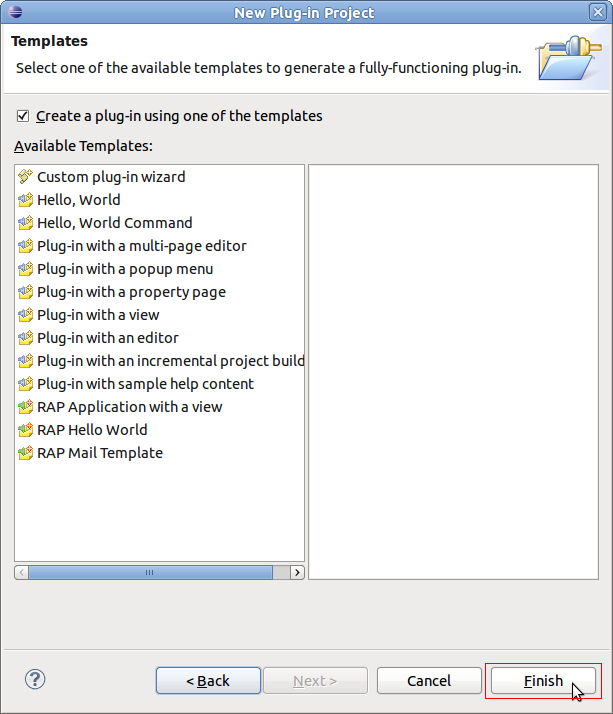 New Plug-in Project
Templates
Select one of the available templates to generate a fully-functioning plug-in.
Create a plug-in using one of the templates
Available Templates:
Custom plug-in wizard
Hello, World
Hello, World Command
Plug-in with a multi-page editor
Plug-in with a popup menu
Plug-in with a property page
Plug-in with a view
Plug-in with an editor
Plug-in with an incremental project build
Plug-in with sample help content
RAP Application with a view
RAP Hello World
RAP Mail Template
? < Back Next > Cancel Finish